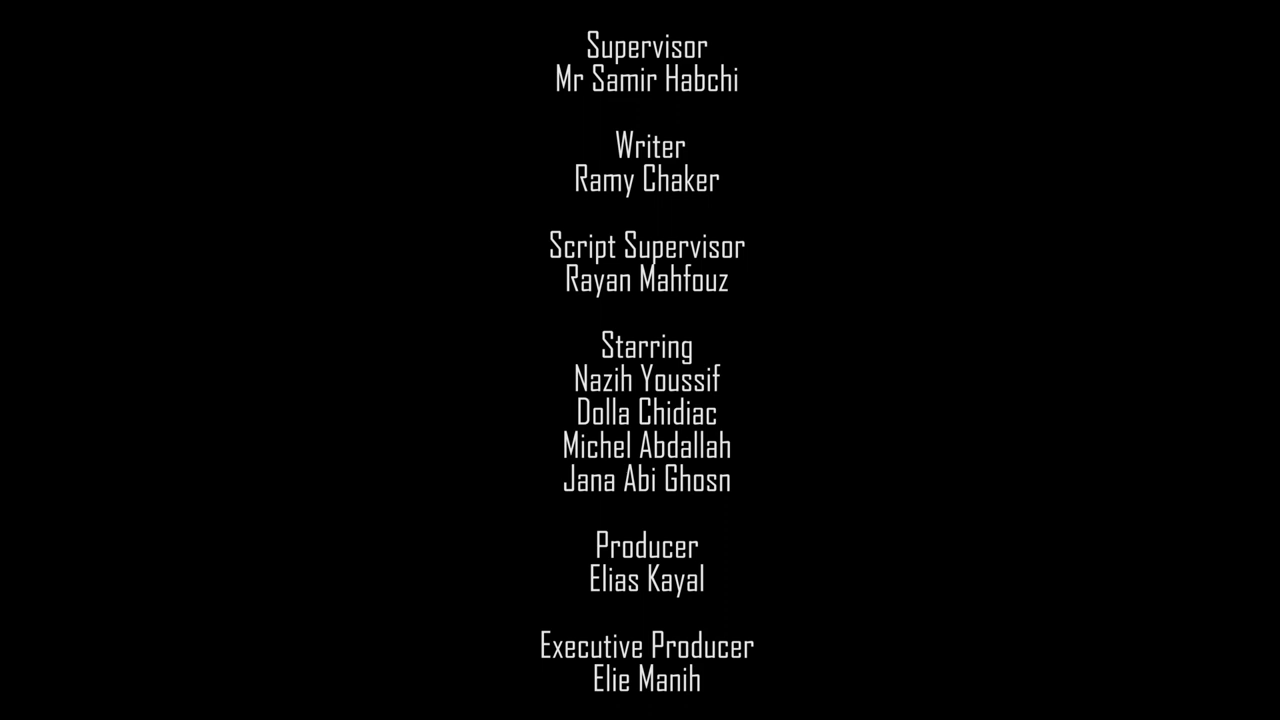 Supervisor
Mr Samir Habchi
Writer
Ramy Chaker
Script Supervisor
Rayan Mahfouz
Starring
Nazih Youssif
Dolla Chidiac
Michel Abdallah
Jana Abi Ghosn
Producer
Elias Kayal
Executive Producer
Elie Manih